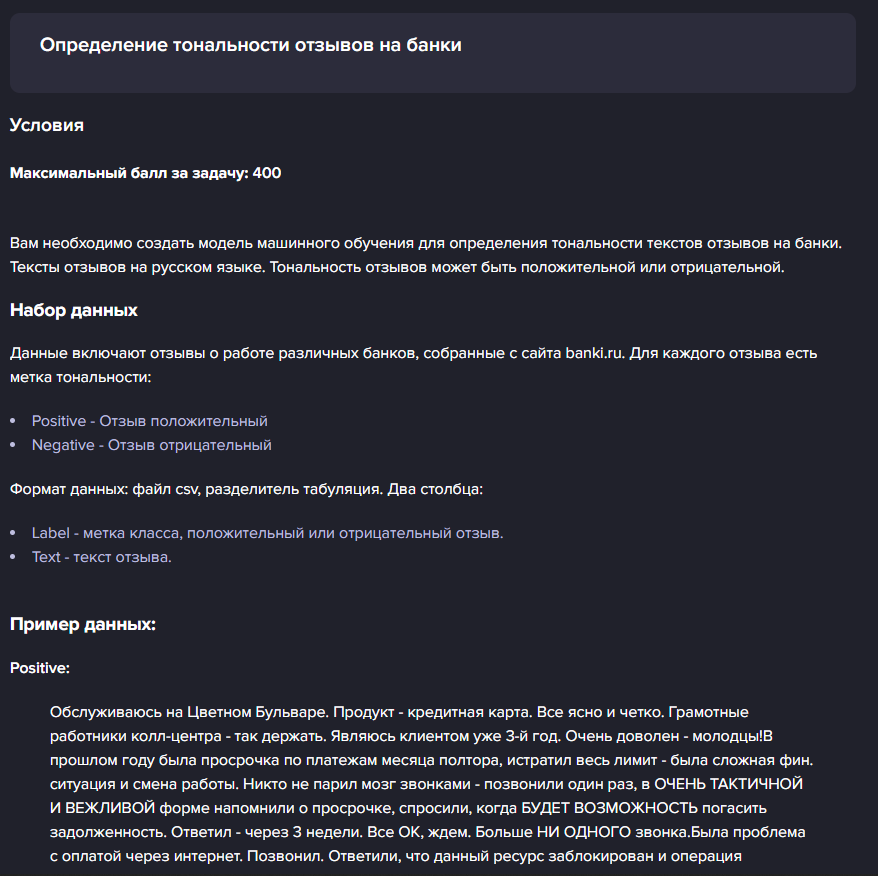 Определение тональности отзывов на банки
Условия
Максимальный балл за задачу: 400
Вам необходимо создать модель машинного обучения для определения тональности текстов отзывов на банки.
Тексты отзывов на русском языке. Тональность отзывов может быть положительной или отрицательной.
Набор данных
Данные включают отзывы о работе различных банков, собранные с сайта banki.ru. Для каждого отзыва есть
метка тональности:
• Positive - Отзыв положительный
• Negative - Отзыв отрицательный
Формат данных: файл csv, разделитель табуляция. Два столбца:
• Label - метка класса, положительный или отрицательный отзыв.
• Text - текст отзыва.
Пример данных:
Positive:
Обслуживаюсь на Цветном Бульваре. Продукт - кредитная карта. Все ясно и четко. Грамотные
работники колл-центра - так держать. Являюсь клиентом уже 3-й год. Очень доволен - молодцы!В
прошлом году была просрочка по платежам месяца полтора, истратил весь лимит - была сложная фин.
ситуация и смена работы. Никто не парил мозг звонками - позвонили один раз, в ОЧЕНЬ ТАКТИЧНОЙ
И ВЕЖЛИВОЙ форме напомнили о просрочке, спросили, когда БУДЕТ ВОЗМОЖНОСТЬ погасить
задолженность. Ответил - через 3 недели. Все ОК, ждем. Больше НИ ОДНОГО звонка.Была проблема
с оплатой через интернет. Позвонил. Ответили, что данный ресурс заблокирован и операция